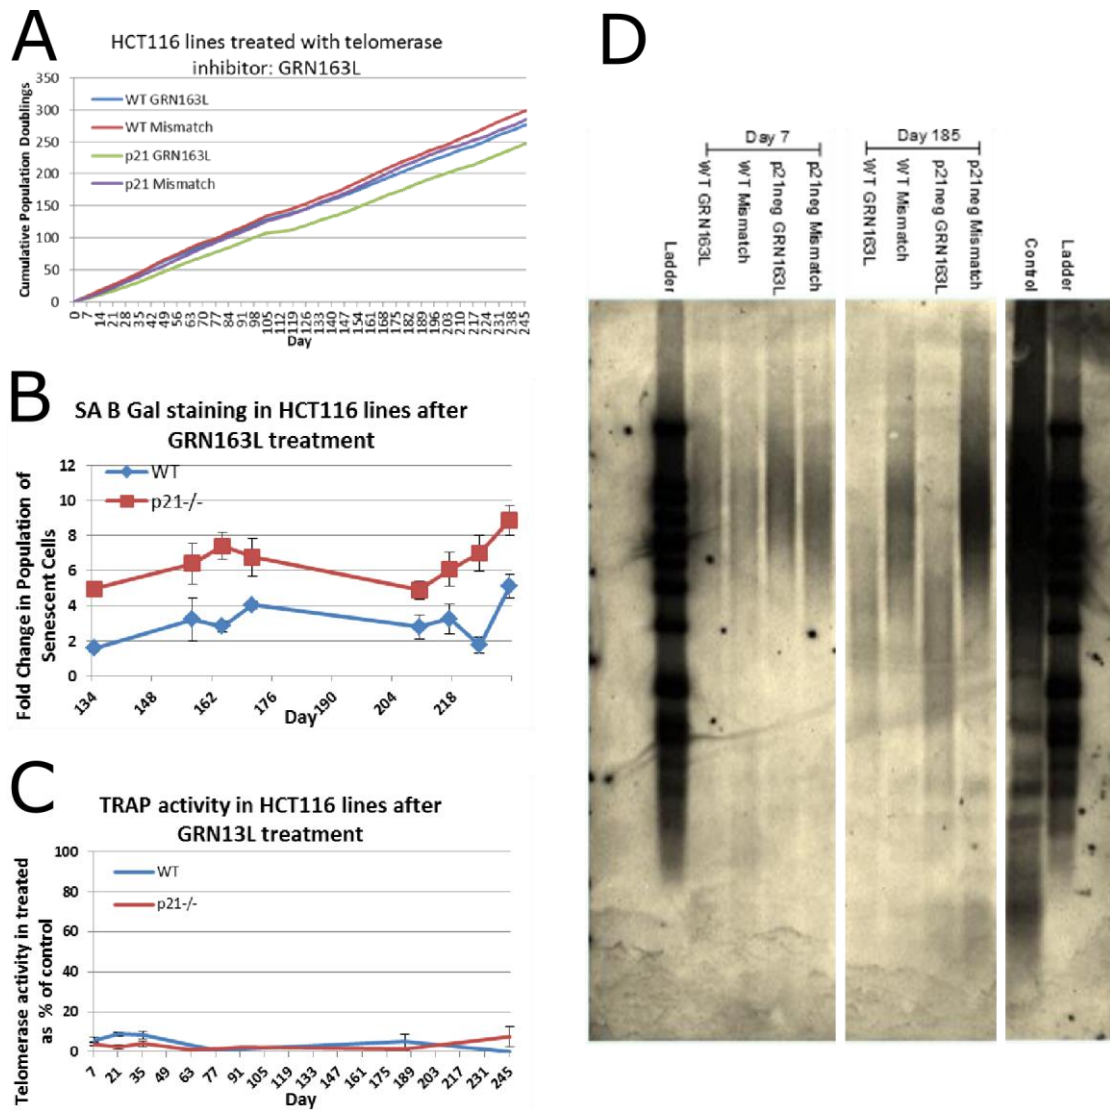 A
HCT116 lines treated with telomerase
inhibitor: GRN163L
350
300
250
200
150
100
50
0
WT GRN163L
WT Mismatch
p21 GRN163L
p21 Mismatch
Cumulative Population Doublings
0 7 14 21 28 35 42 49 56 63 70 77 84 91 98 105 112 119 126 133 140 147 154 161 168 175 182 189 196 203 210 217 224 231 238 245
Day
B
SA B Gal staining in HCT116 lines after
GRN163L treatment
12
10
8
6
4
2
0
WT
p21-/-
Fold Change in Population of
Senescent Cells
134 148 162 176 190 204 218
Day
C
TRAP activity in HCT116 lines after
GRN13L treatment
100
80
60
40
20
0
WT
p21-/-
Telomerase activity in treated
as % of control
7 21 35 49 63 77 91 105 119 133 147 161 175 189 203 217 231 245
Day
D
Day 7
Day 185
Ladder
WT GRN163L
WT Mismatch
p21neg GRN163L
p21neg Mismatch
WT GRN163L
WT Mismatch
p21neg GRN163L
p21neg Mismatch
Control
Ladder